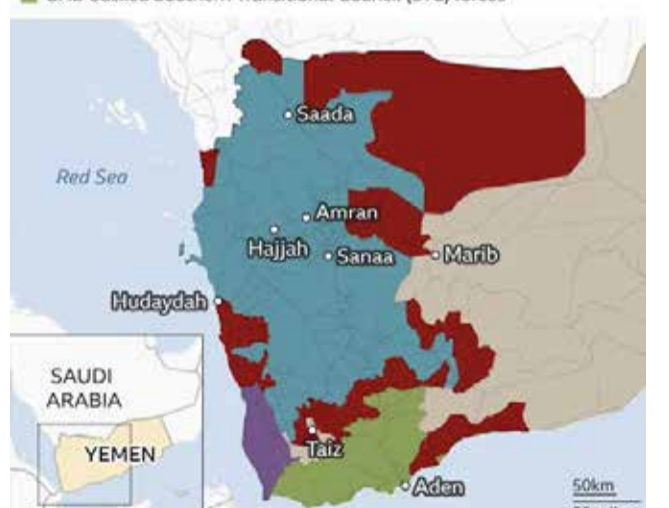 Saada
Red Sea
Amran
Hajjah
Sanaa
Marib
Hudaydah
SAUDI
ARABIA
YEMEN
Taiz
Aden
50km